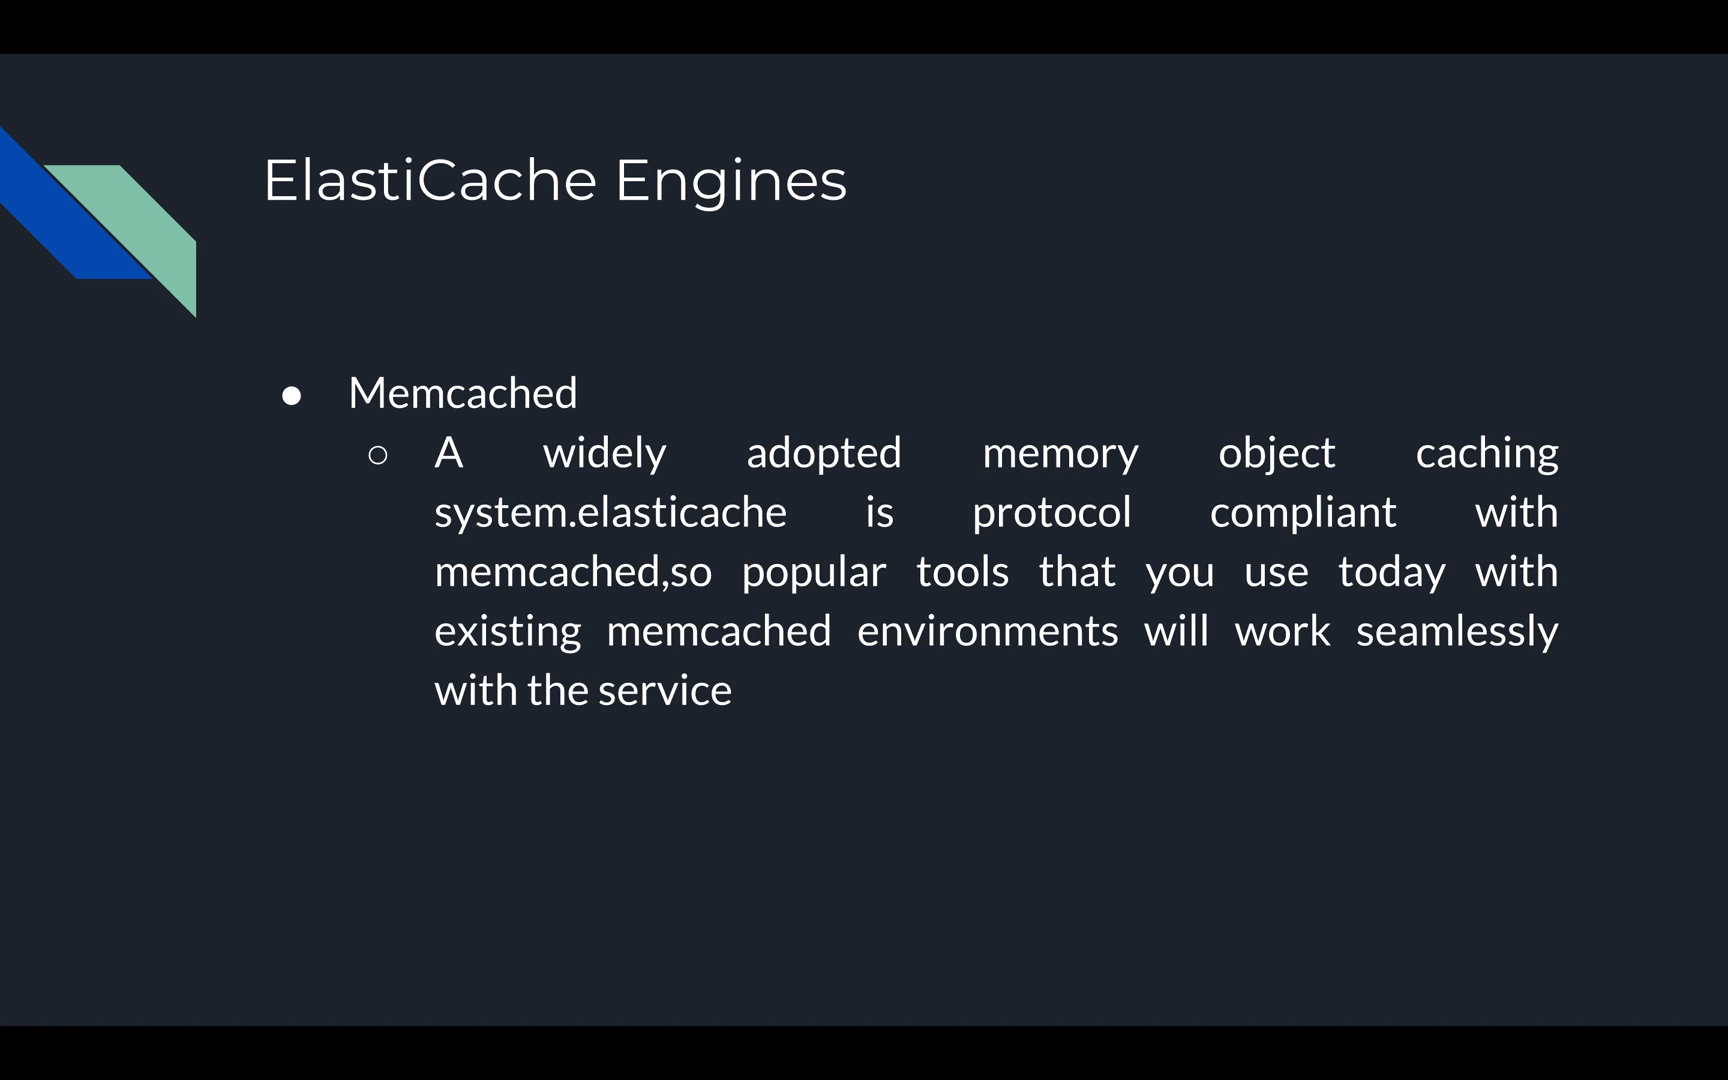 ElastiCache Engines
● Memcached
○ A widely adopted memory object caching
system.elasticache is protocol compliant with
memcached,so popular tools that you use today with
existing memcached environments will work seamlessly
with the service